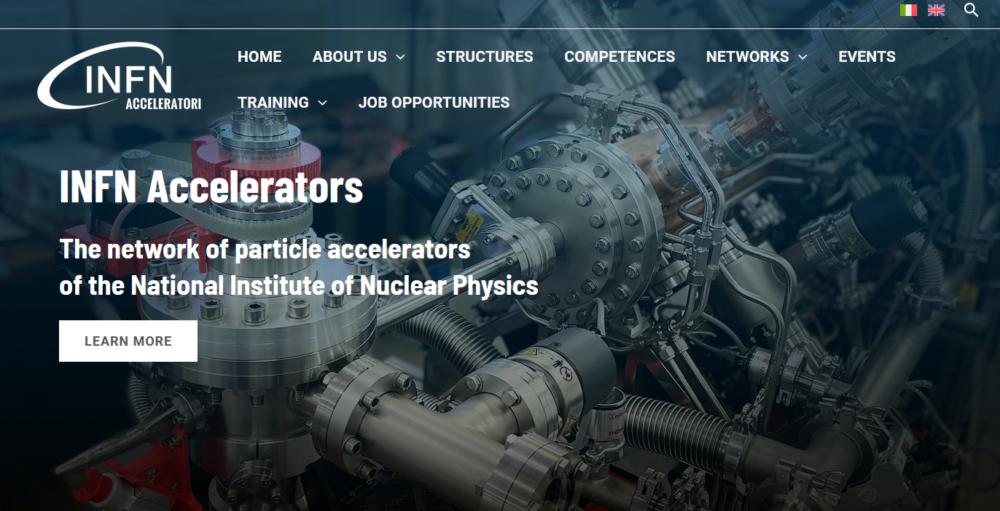 INFN
ACCELERATORI
HOME ABOUT US STRUCTURES COMPETENCES NETWORKS EVENTS
TRAINING JOB OPPORTUNITIES
INFN Accelerators
The network of particle accelerators
of the National Institute of Nuclear Physics
LEARN MORE